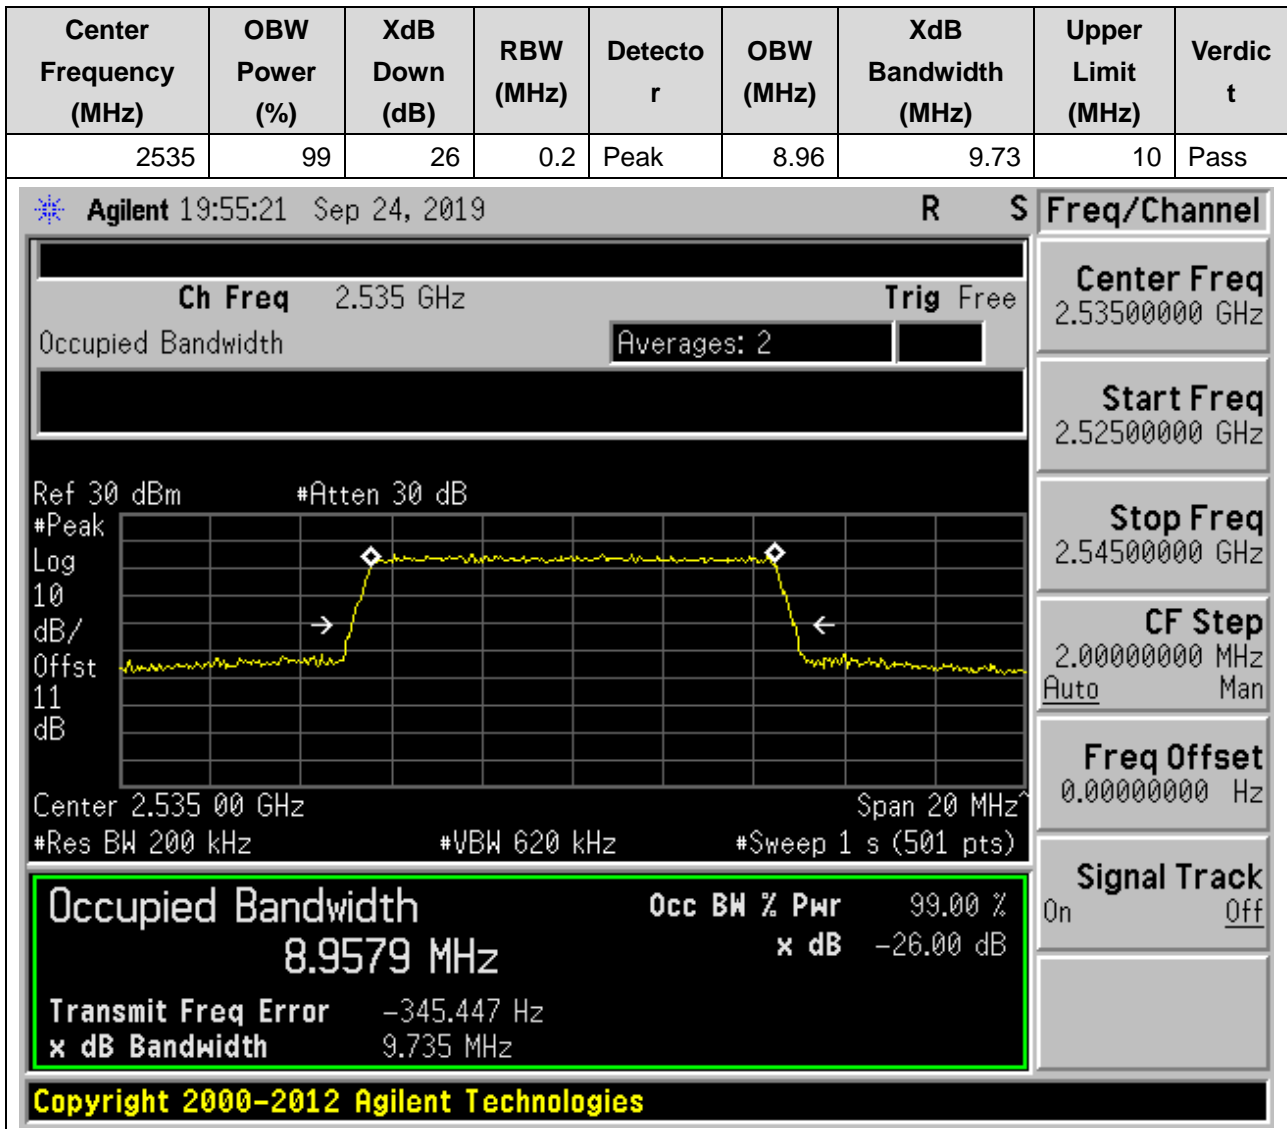 Center Frequency (MHz) OBW Power (%) XdB Down (dB) RBW (MHz) Detecto r OBW (MHz) XdB Bandwidth (MHz) Upper Limit (MHz) Verdic t
2535 99 26 0.2 Peak 8.96 9.73 10 Pass
Agilent 19:55:21 Sep 24, 2019 R S
Ch Freq 2.535 GHz Trig Free
Occupied Bandwidth Averages: 2
Ref 30 dBm #Atten 30 dB
#Peak
Log
10
dB/
Offst
11
dB
Center 2.535 00 GHz Span 20 MHz^
#Res BW 200 kHz #VBW 620 kHz #Sweep 1 s (501 pts)
Occupied Bandwidth Occ BW % Pwr 99.00 %
8.9579 MHz x dB -26.00 dB
Transmit Freq Error -345.447 Hz
x dB Bandwidth 9.735 MHz
Copyright 2000-2012 Agilent Technologies
Freq/Channel
Center Freq
2.53500000 GHz
Start Freq
2.52500000 GHz
Stop Freq
2.54500000 GHz
CF Step
2.00000000 MHz
Auto Man
Freq Offset
0.00000000 Hz
Signal Track
On Off